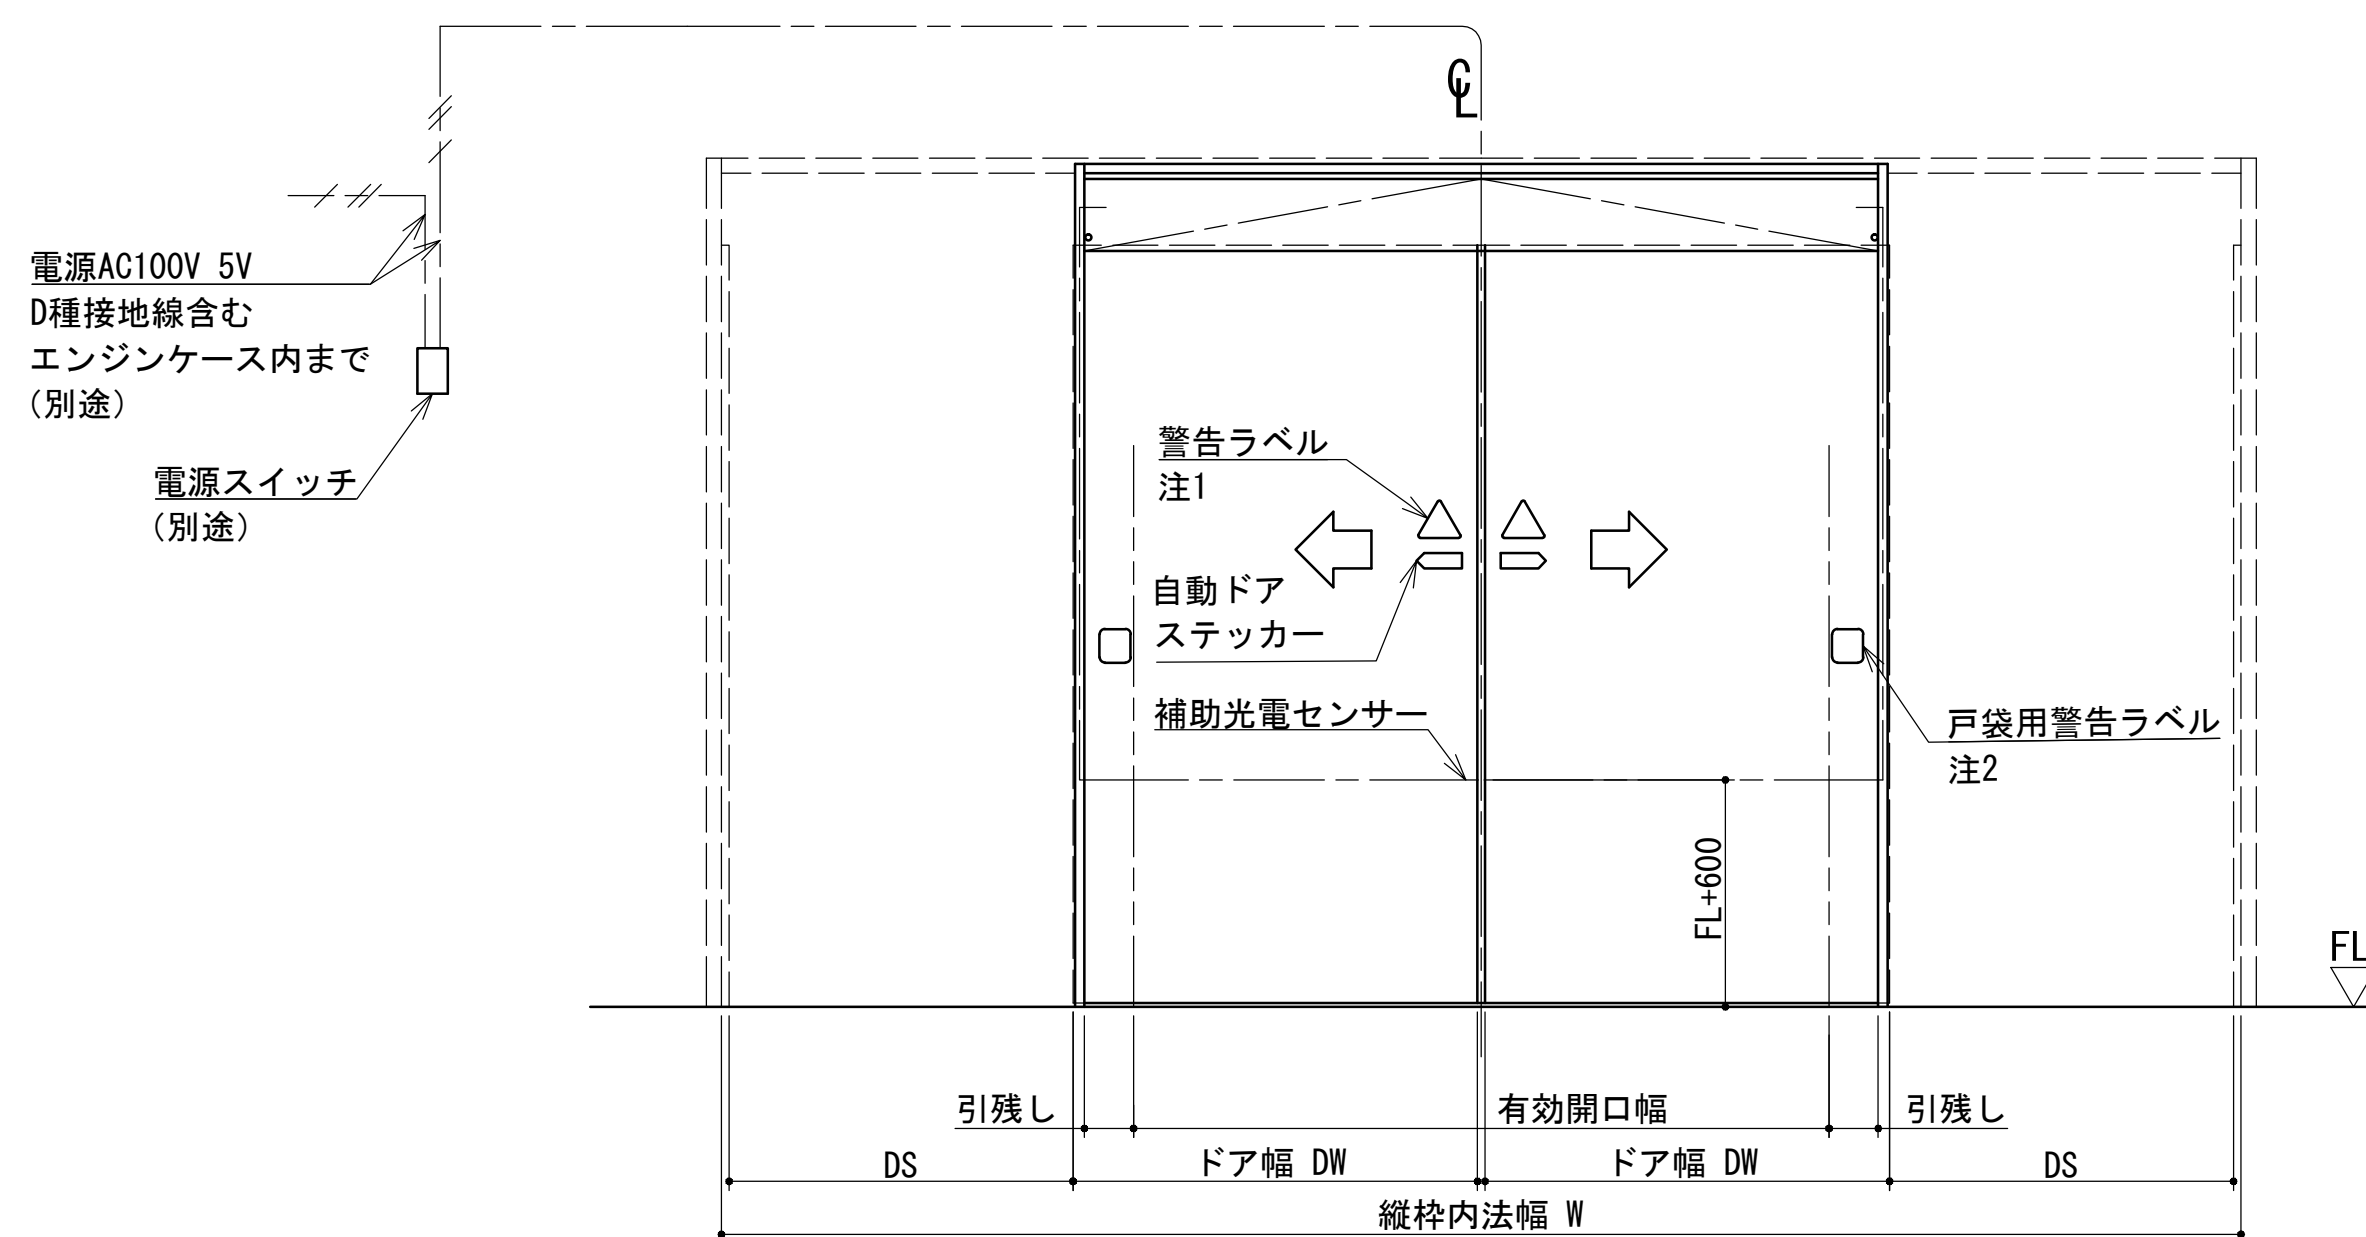 ℄
電源AC100V 5V
D種接地線含む
エンジンケース内まで
(別途)
電源スイッチ
(別途)
警告ラベル
注1
自動ドア
ステッカー
補助光電センサー
戸袋用警告ラベル
注2
FL+600
FL
引残し
有効開口幅
引残し
DS
ドア幅 DW
ドア幅 DW
DS
縦枠内法幅 W